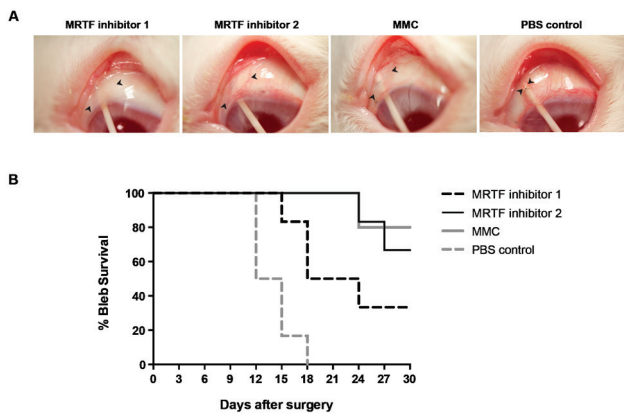 A
MRTF inhibitor 1
MRTF inhibitor 2
MMC
PBS control
B
100
80
60
40
20
0
% Bleb Survival
0 3 6 9 12 15 18 21 24 27 30
Days after surgery
MRTF inhibitor 1
MRTF inhibitor 2
MMC
PBS control